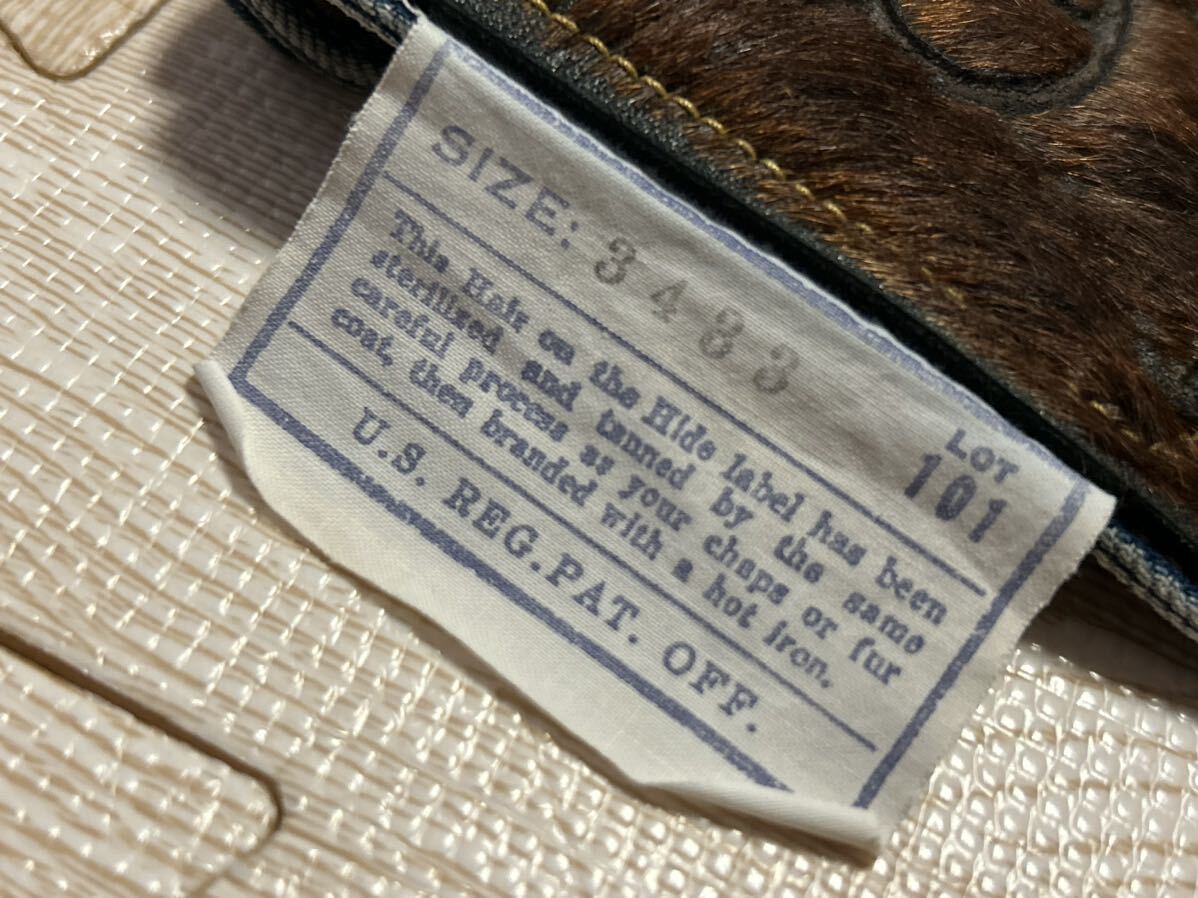 SIZE: 3 4 3 3
LOT
101
This Hair on the Hide label has been
sterilized and tanned by the same
careful process as your chaps or fur
coat, then branded with a hot iron.
U.S. REG.PAT. OFF.